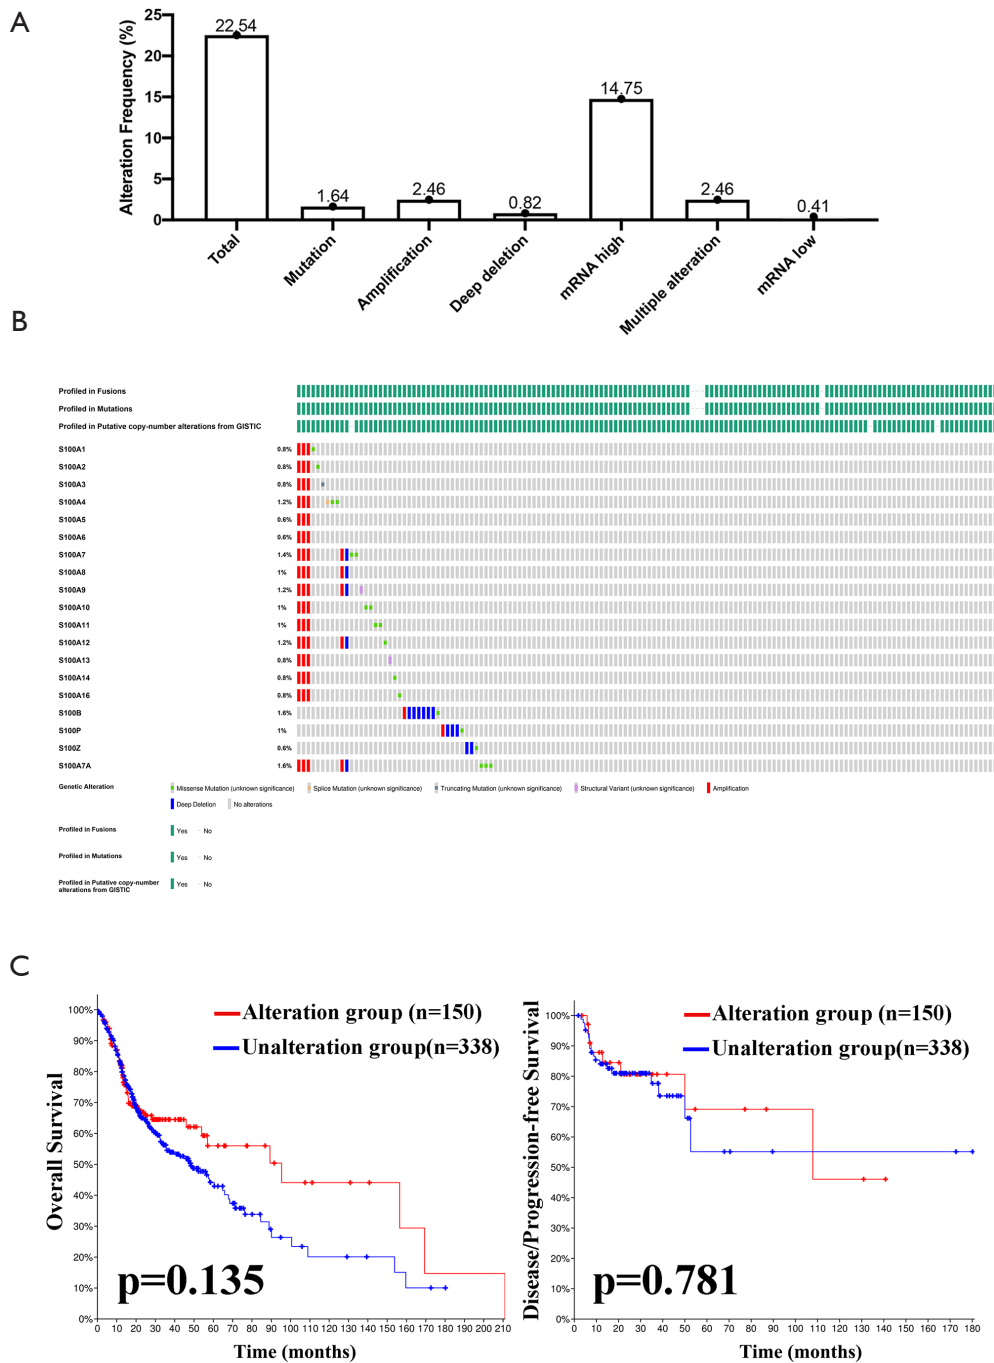 A
Alteration Frequency (%)
25
20
15
10
5
0
22.54
1.64
2.46
0.82
14.75
2.46
0.41
Total
Mutation
Amplification
Deep deletion
mRNA high
Multiple alteration
mRNA low
B
Profiled in Fusions
Profiled in Mutations
Profiled in Putative copy-number alterations from GISTIC
S100A1 0.8%
S100A2 0.8%
S100A3 0.8%
S100A4 1.2%
S100A5 0.6%
S100A6 0.6%
S100A7 1.4%
S100A8 1%
S100A9 1.2%
S100A10 1%
S100A11 1%
S100A12 1.2%
S100A13 0.8%
S100A14 0.8%
S100A16 0.8%
S100B 1.6%
S100P 1%
S100Z 0.6%
S100A7A 1.6%
Genetic Alteration Missense Mutation (unknown significance) Splice Mutation (unknown significance) Truncating Mutation (unknown significance) Structural Variant (unknown significance) Amplification
Deep Deletion No alterations
Profiled in Fusions Yes No
Profiled in Mutations Yes No
Profiled in Putative copy-number Yes No
alterations from GISTIC
C
Overall Survival
100%
90%
80%
70%
60%
50%
40%
30%
20%
10%
0%
Alteration group (n=150)
Unalteration group(n=338)
p=0.135
0 10 20 30 40 50 60 70 80 90 100 110 120 130 140 150 160 170 180 190 200 210
Time (months)
Disease/Progression-free Survival
100%
90%
80%
70%
60%
50%
40%
30%
20%
10%
0%
Alteration group (n=150)
Unalteration group(n=338)
p=0.781
0 10 20 30 40 50 60 70 80 90 100 110 120 130 140 150 160 170 180
Time (months)